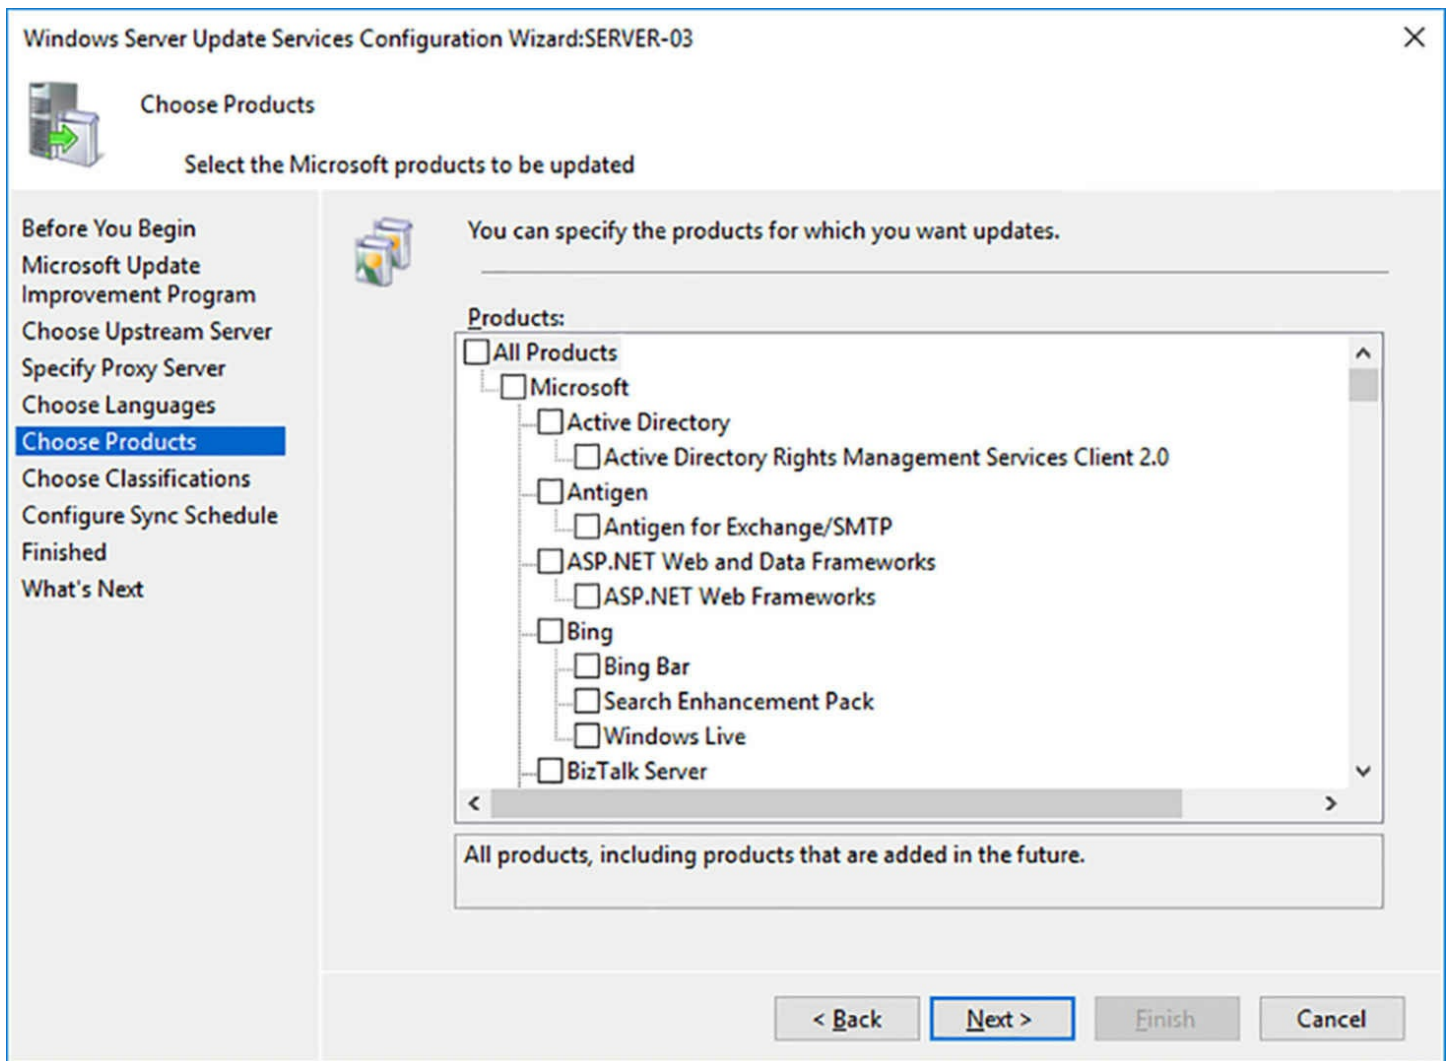 Windows Server Update Services Configuration Wizard:SERVER-03
Choose Products
Select the Microsoft products to be updated
Before You Begin
Microsoft Update
Improvement Program
Choose Upstream Server
Specify Proxy Server
Choose Languages
Choose Products
Choose Classifications
Configure Sync Schedule
Finished
What's Next
You can specify the products for which you want updates.
Products:
All Products
Microsoft
Active Directory
Active Directory Rights Management Services Client 2.0
Antigen
Antigen for Exchange/SMTP
ASP.NET Web and Data Frameworks
ASP.NET Web Frameworks
Bing
Bing Bar
Search Enhancement Pack
Windows Live
BizTalk Server
All products, including products that are added in the future.
< Back
Next >
Finish
Cancel